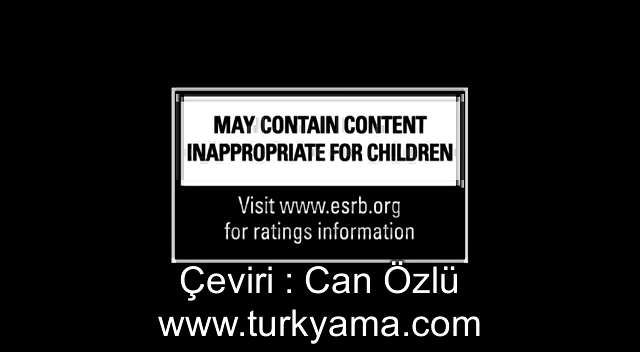 MAY CONTAIN CONTENT
INAPPROPRIATE FOR CHILDREN
Visit www.esrb.org
for ratings information
Çeviri : Can Özlü
www.turkyama.com